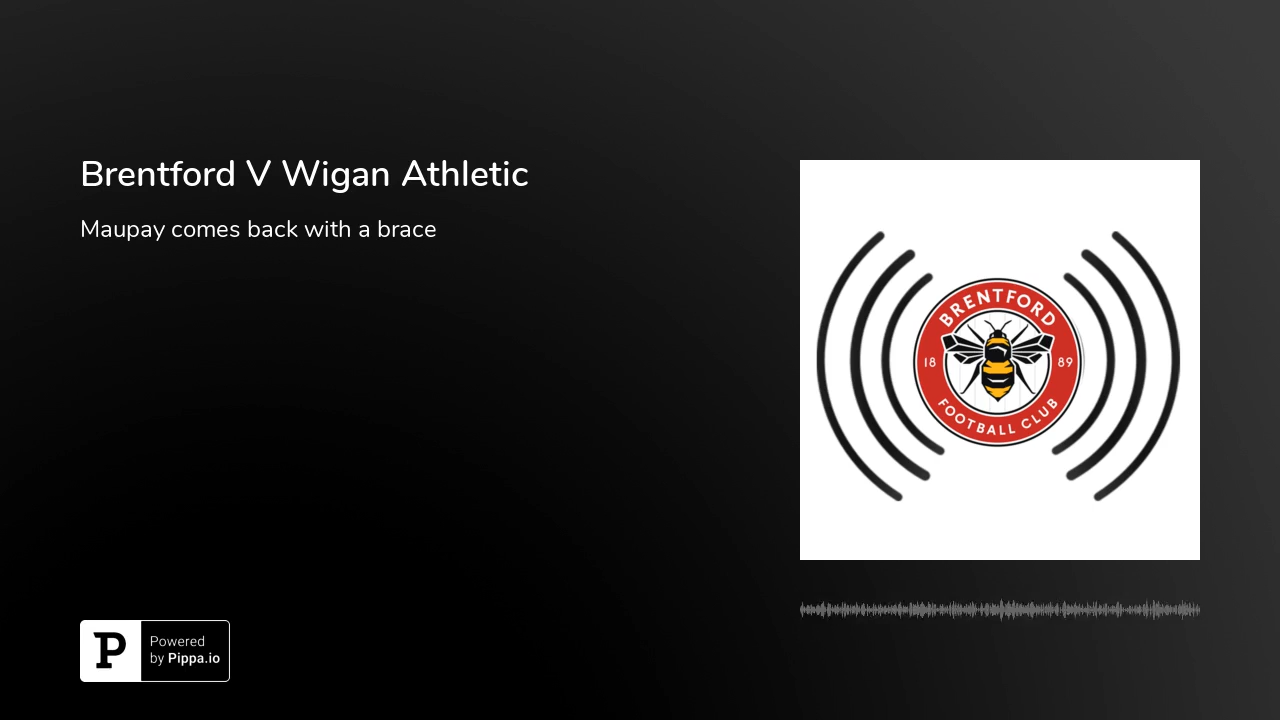 Brentford V Wigan Athletic
Maupay comes back with a brace
BRENTFORD
18 89
FOOTBALL CLUB
P
Powered
by Pippa.io